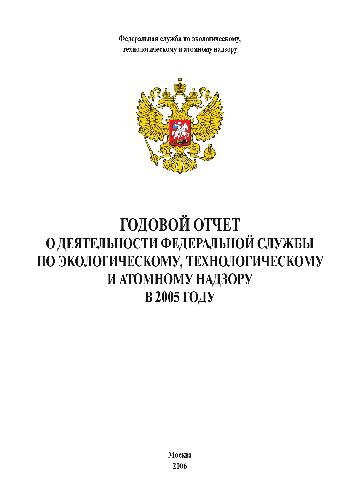 Федеральная служба по экологическому,
технологическому и атомному надзору
ГОДОВОЙ ОТЧЕТ
О ДЕЯТЕЛЬНОСТИ ФЕДЕРАЛЬНОЙ СЛУЖБЫ
ПО ЭКОЛОГИЧЕСКОМУ, ТЕХНОЛОГИЧЕСКОМУ
И АТОМНОМУ НАДЗОРУ
В 2005 ГОДУ
Москва
2006